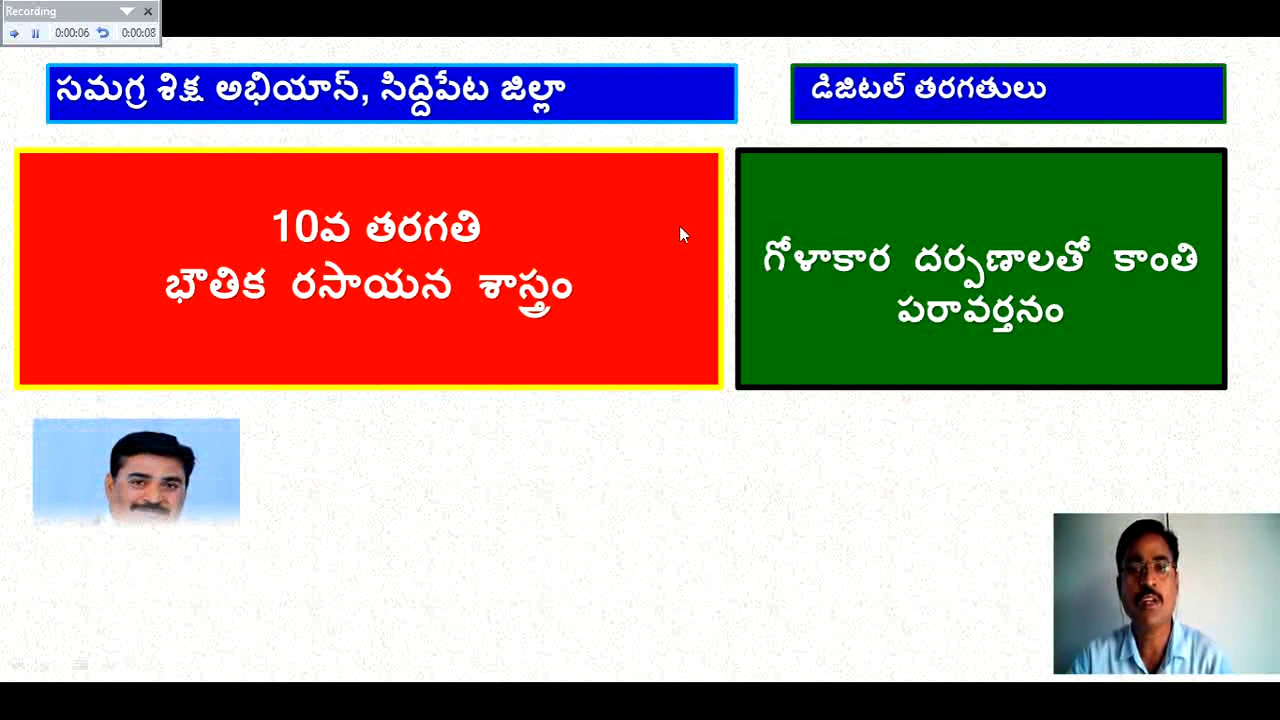 Recording
0:00:06 0:00:08
సమగ్ర శిక్ష అభియాస్, సిద్దిపేట జిల్లా
డిజిటల్ తరగతులు
10వ తరగతి
భౌతిక రసాయన శాస్త్రం
గోళాకార దర్పణాలతో కాంతి
పరావర్తనం